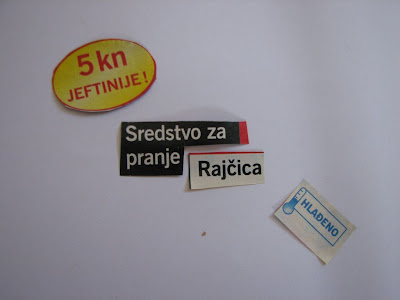 5 kn
JEFTINIJE!
Sredstvo za
pranje
Rajčica
HLAĐENO